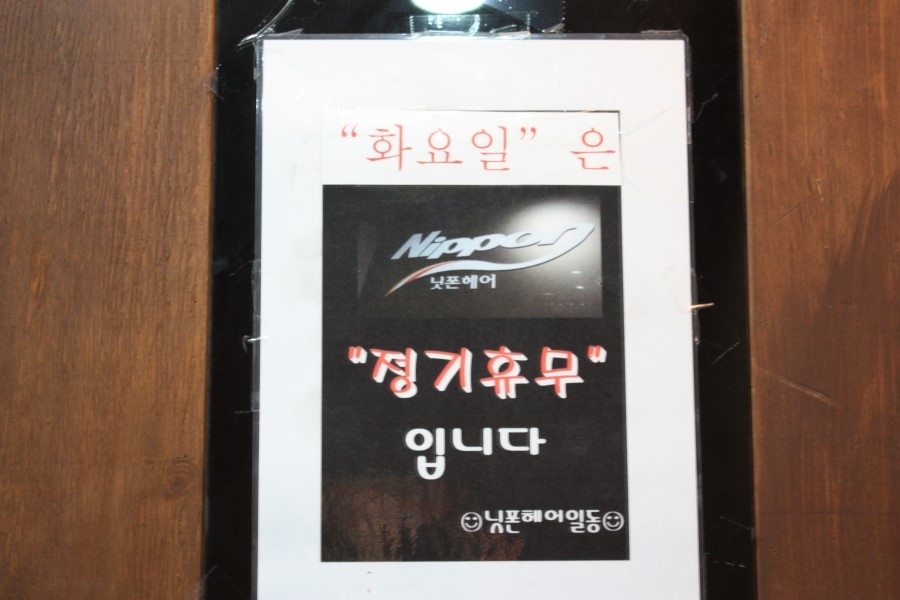 “화요일” 은
Nippon
닛폰헤어
"정기휴무"
입니다
☺닛폰헤어일동☺